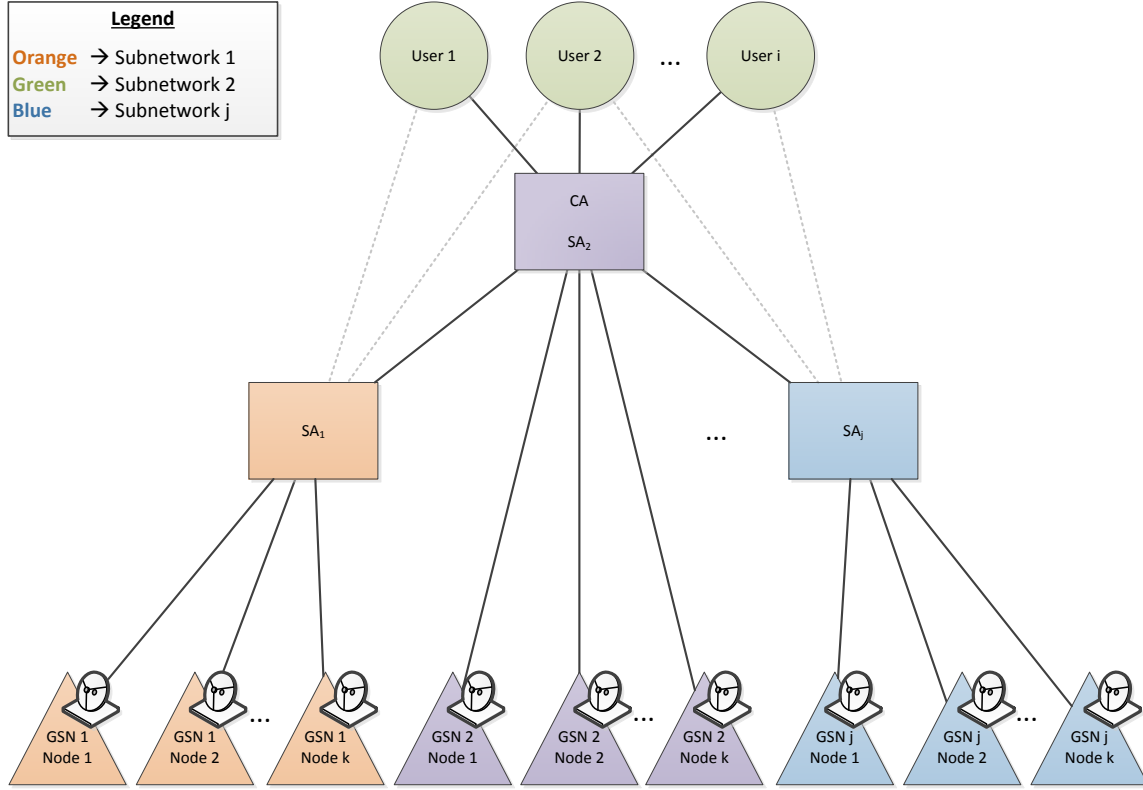 Legend
Orange → Subnetwork 1
Green → Subnetwork 2
Blue → Subnetwork j
User 1
User 2
...
User i
CA
SA₂
SA₁
...
SAⱼ
GSN 1
Node 1
GSN 1
Node 2
...
GSN 1
Node k
GSN 2
Node 1
GSN 2
Node 2
...
GSN 2
Node k
GSN j
Node 1
GSN j
Node 2
...
GSN j
Node k